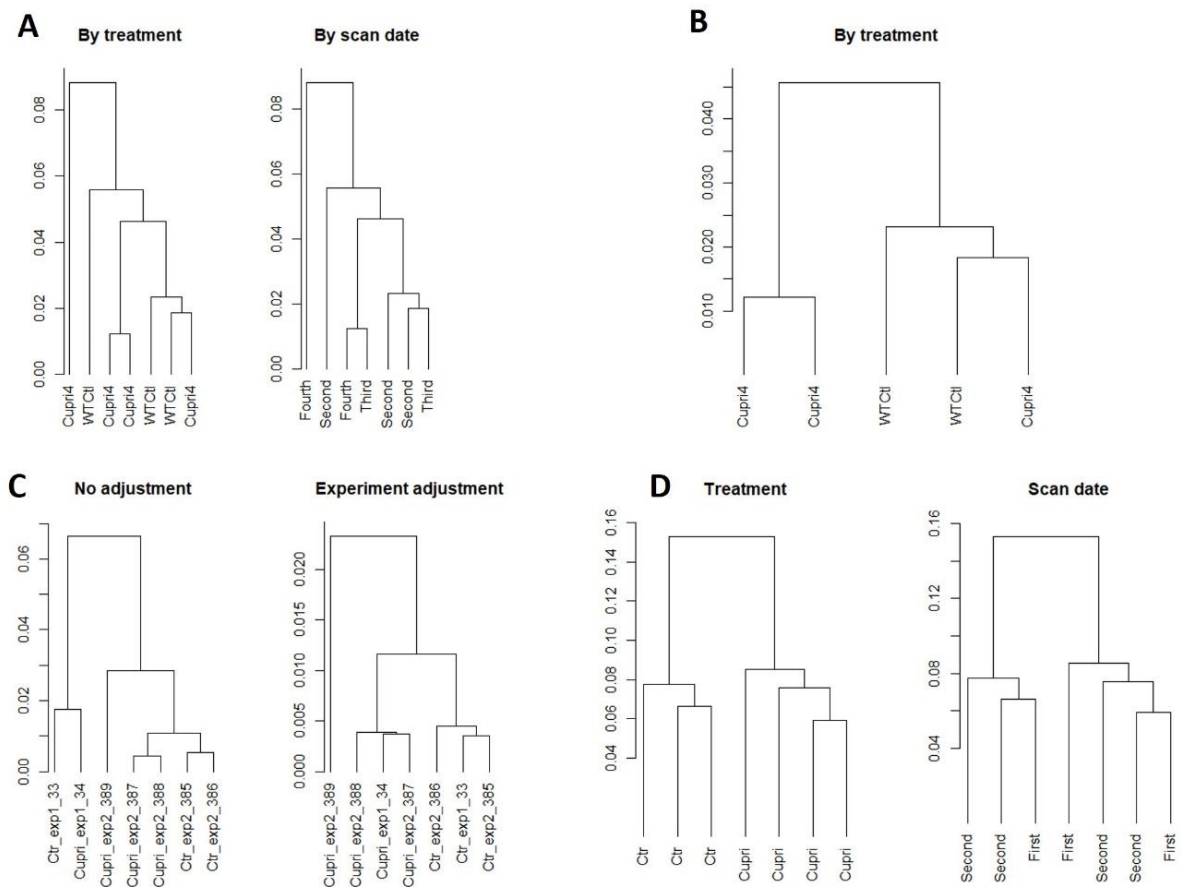 A
By treatment
0.00
0.02
0.04
0.06
0.08
Cupri4
WTCtl
Cupri4
Cupri4
WTCtl
WTCtl
Cupri4
By scan date
0.00
0.02
0.04
0.06
0.08
Fourth
Second
Fourth
Third
Second
Second
Third
B
By treatment
0.010
0.020
0.030
0.040
Cupri4
Cupri4
WTCtl
WTCtl
Cupri4
C
No adjustment
0.00
0.02
0.04
0.06
Ctr_exp1_33
Cupri_exp1_34
Cupri_exp2_389
Cupri_exp2_387
Cupri_exp2_388
Ctr_exp2_385
Ctr_exp2_386
Experiment adjustment
0.000
0.005
0.010
0.015
0.020
Cupri_exp2_389
Cupri_exp2_388
Cupri_exp1_34
Cupri_exp2_387
Ctr_exp2_386
Ctr_exp1_33
Ctr_exp2_385
D
Treatment
0.04
0.06
0.08
0.10
0.12
0.14
0.16
Ctr
Ctr
Ctr
Cupri
Cupri
Cupri
Cupri
Scan date
0.04
0.08
0.12
0.16
Second
Second
First
First
Second
Second
First